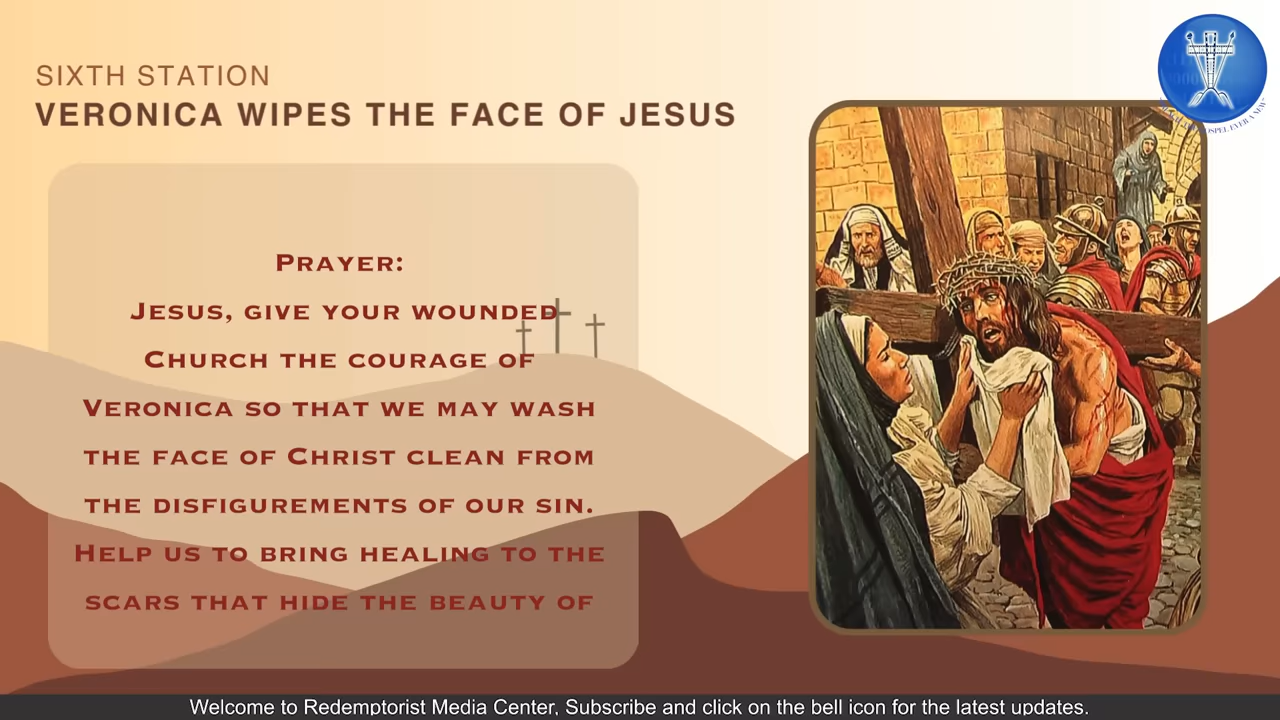 SIXTH STATION
VERONICA WIPES THE FACE OF JESUS
PRAYER:
JESUS, GIVE YOUR WOUNDED
CHURCH THE COURAGE OF
VERONICA SO THAT WE MAY WASH
THE FACE OF CHRIST CLEAN FROM
THE DISFIGUREMENTS OF OUR SIN.
HELP US TO BRING HEALING TO THE
SCARS THAT HIDE THE BEAUTY OF
Welcome to Redemptorist Media Center, Subscribe and click on the bell icon for the latest updates.